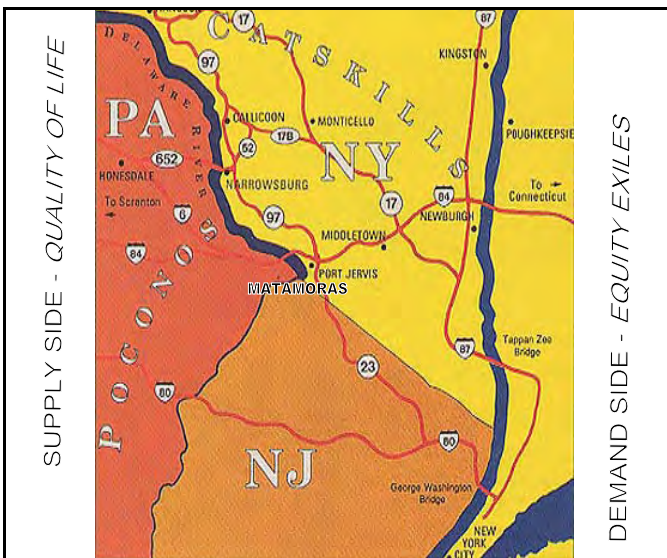 SUPPLY SIDE - QUALITY OF LIFE
17
87
CATSKILLS
KINGSTON
DELAWARE RIVER
97
PA
CALLICOON
MONTICELLO
POUGHKEEPSIE
17B
52
NY
652
HONESDALE
NARROWSBURG
To Scranton
6
84
To
Connecticut
97
17
NEWBURGH
MIDDLETOWN
84
PORT JERVIS
MATAMORAS
POCONOS
Tappan Zee
Bridge
87
23
80
80
NJ
George Washington
Bridge
NEW
YORK
CITY
DEMAND SIDE - EQUITY EXILES